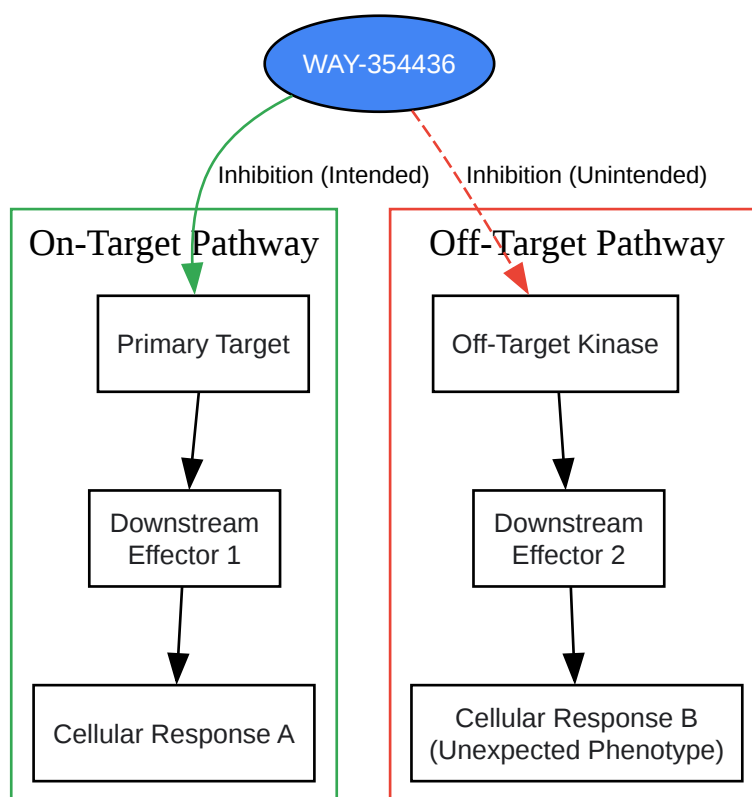 WAY-354436
Inhibition (Intended)
Inhibition (Unintended)
On-Target Pathway
Primary Target
Downstream
Effector 1
Cellular Response A
Off-Target Pathway
Off-Target Kinase
Downstream
Effector 2
Cellular Response B
(Unexpected Phenotype)